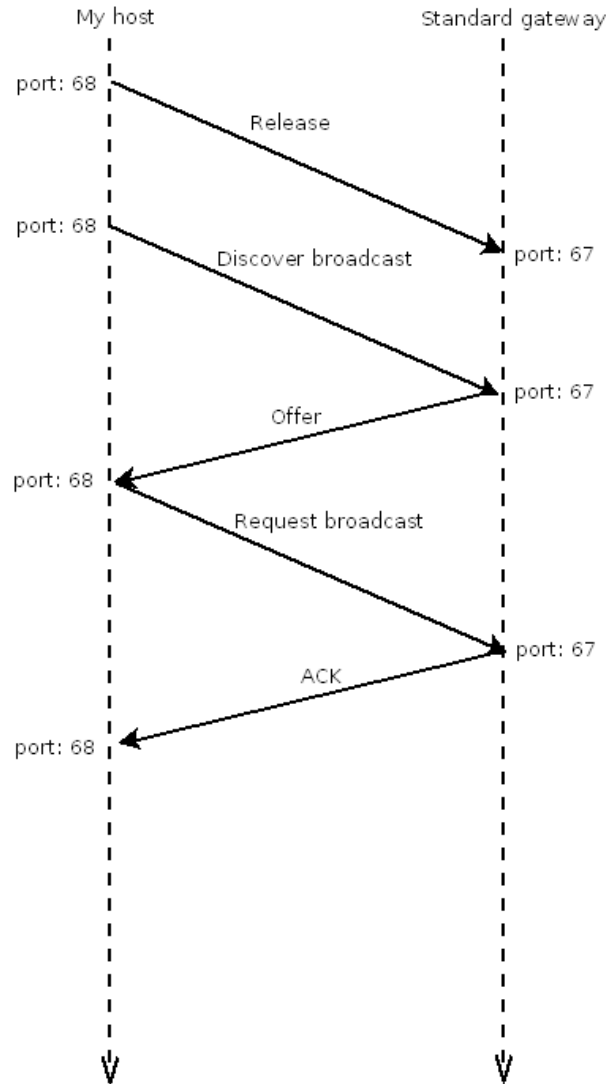 My host
Standard gateway
port: 68
Release
port: 68
port: 67
Discover broadcast
port: 67
Offer
port: 68
Request broadcast
port: 67
ACK
port: 68